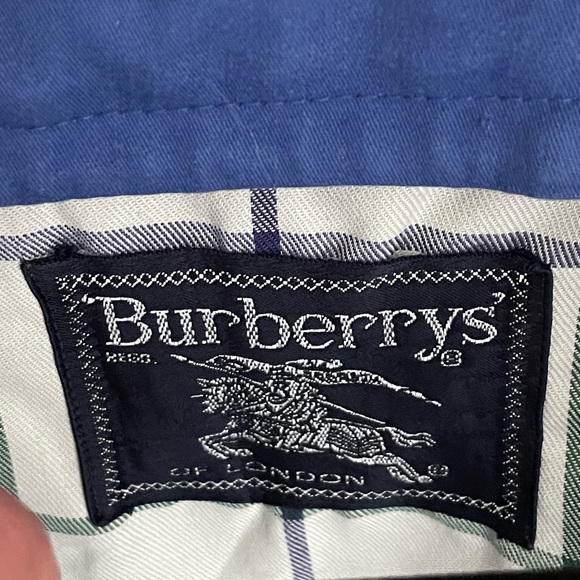 'Burberrys'®
REGD.
®
OF LONDON